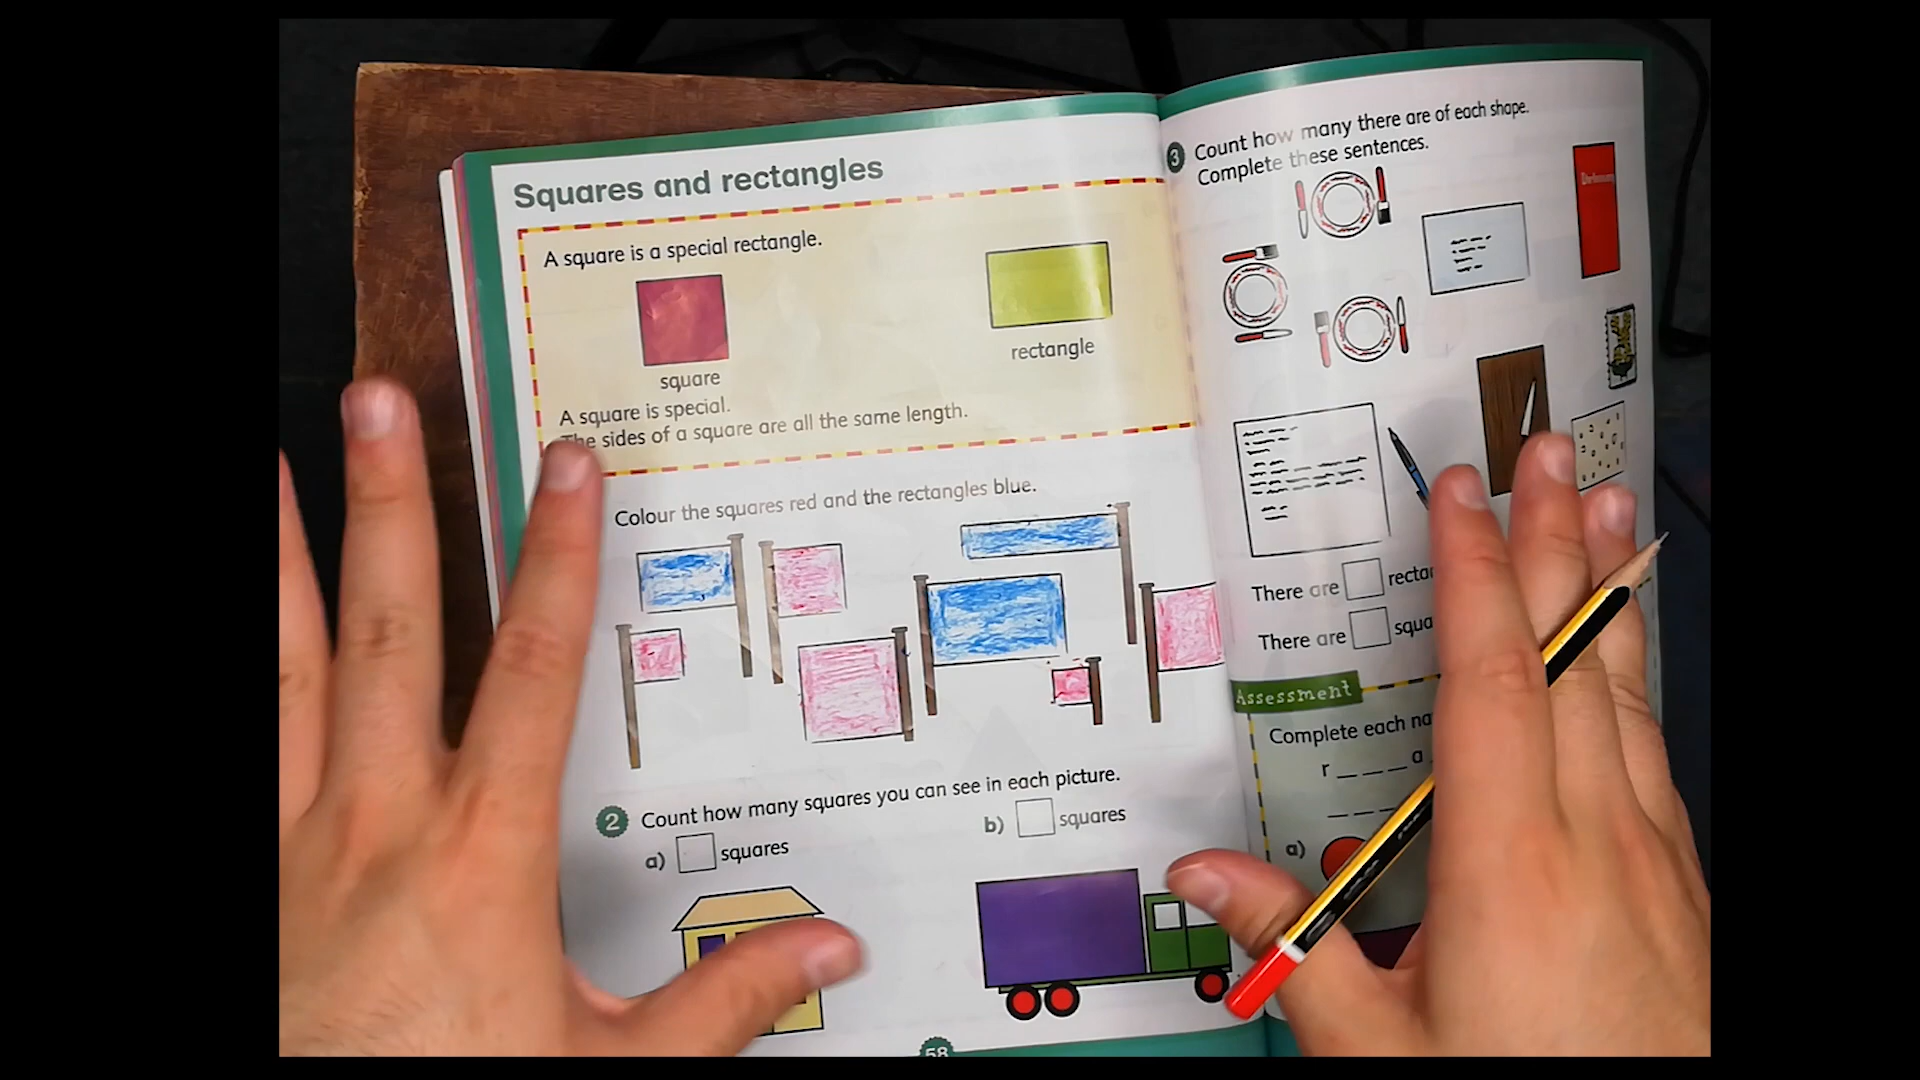 Squares and rectangles
A square is a special rectangle.
square
rectangle
A square is special.
The sides of a square are all the same length.
Colour the squares red and the rectangles blue.
2 Count how many squares you can see in each picture.
a) squares
b) squares
58
3 Count how many there are of each shape.
Complete these sentences.
There are
There are
Assessment
Complete each
r _ _ _ a
_ _
a)